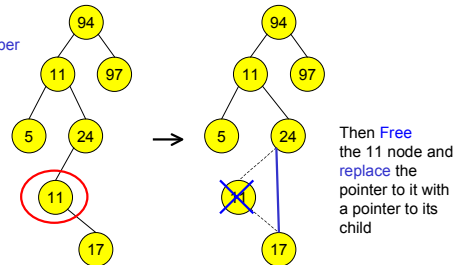 ber
94
94
11
97
11
97
5
24
5
24
11
11
17
17
Then Free
the 11 node and
replace the
pointer to it with
a pointer to its
child